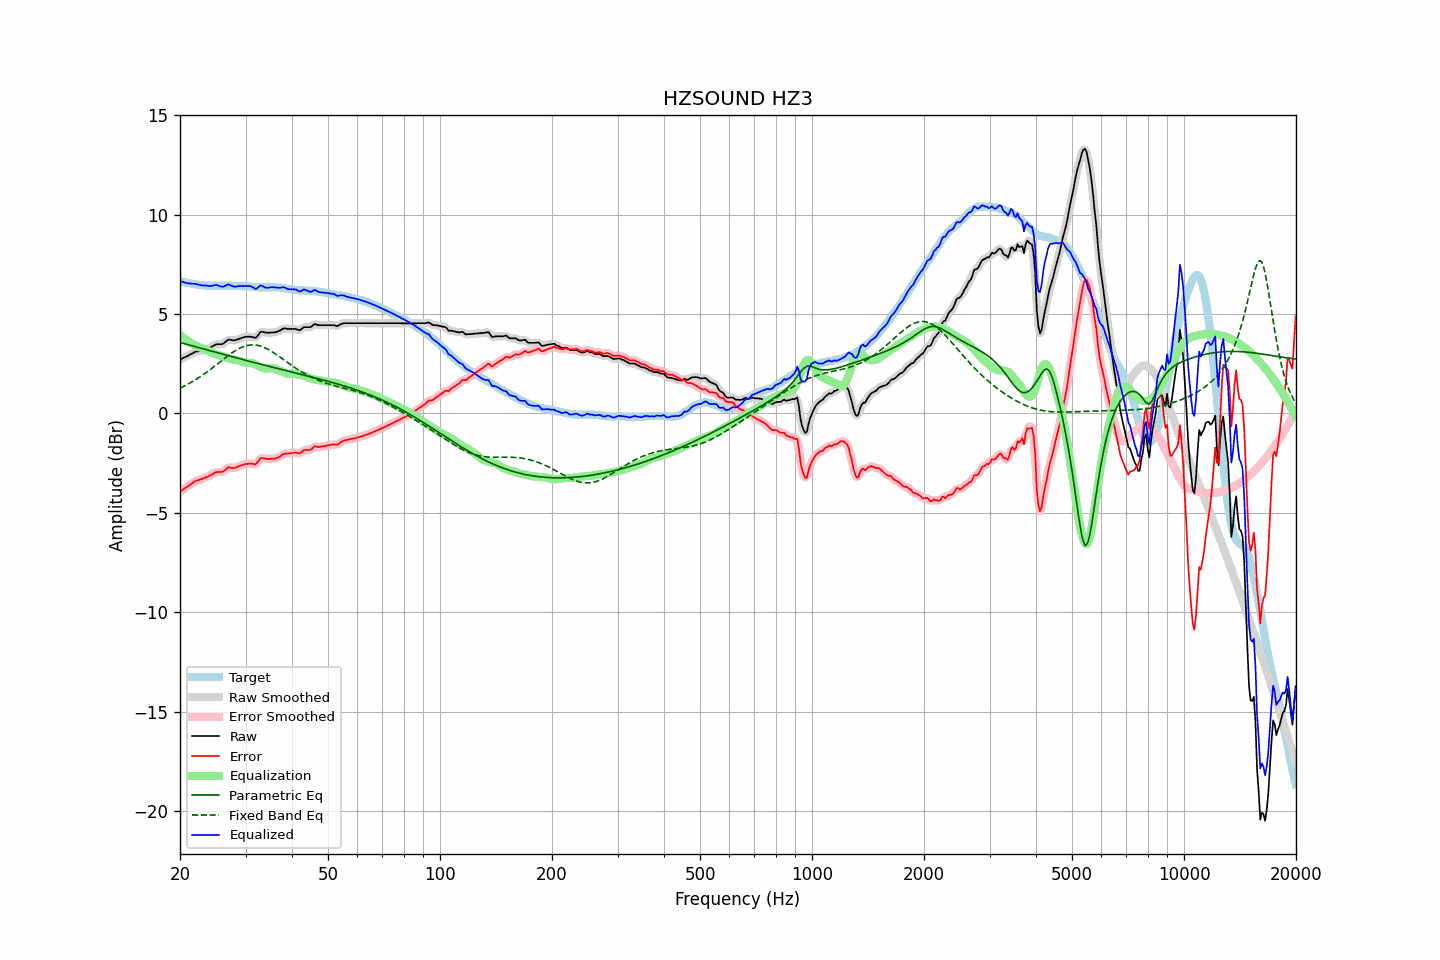 HZSOUND HZ3
15
10
5
0
−5
−10
−15
−20
Amplitude (dBr)
Target
Raw Smoothed
Error Smoothed
Raw
Error
Equalization
Parametric Eq
Fixed Band Eq
Equalized
20 50 100 200 500 1000 2000 5000 10000 20000
Frequency (Hz)